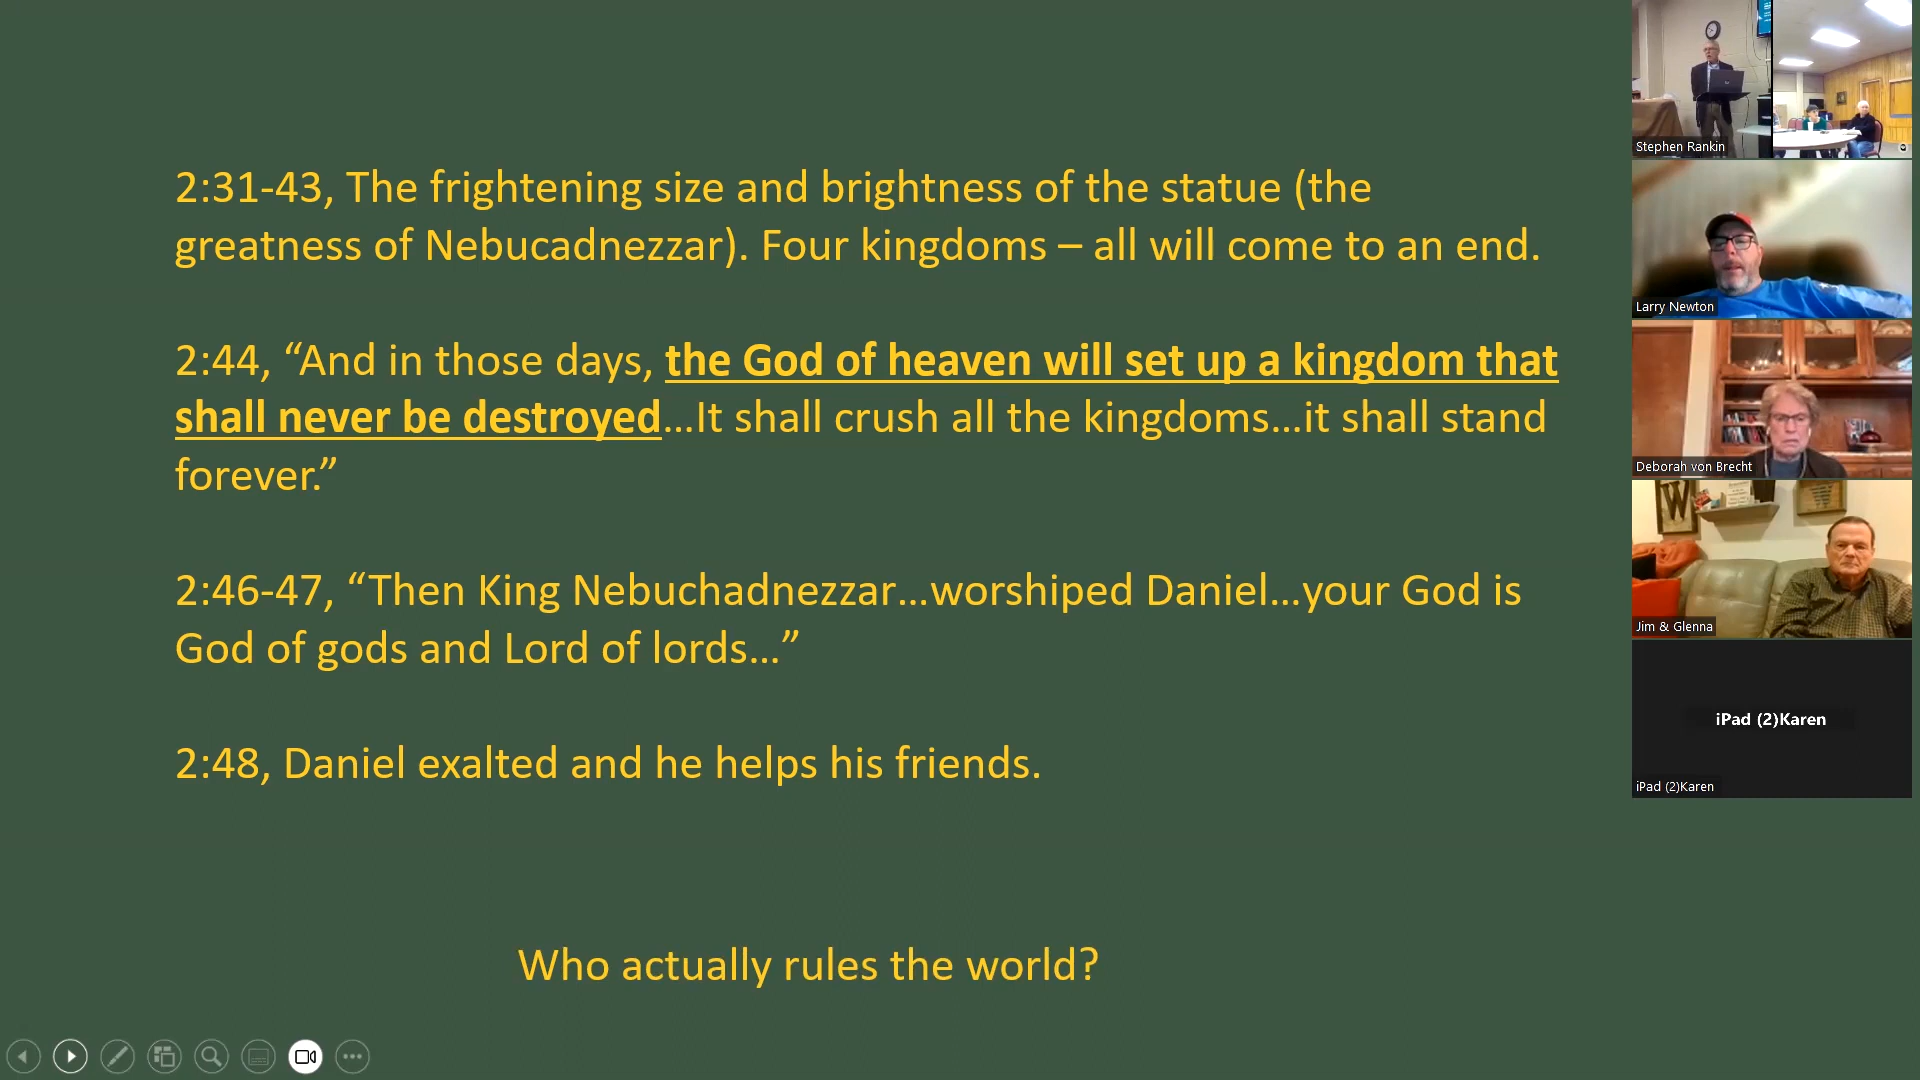 2:31-43, The frightening size and brightness of the statue (the
greatness of Nebucadnezzar). Four kingdoms – all will come to an end.
2:44, “And in those days, the God of heaven will set up a kingdom that
shall never be destroyed…It shall crush all the kingdoms…it shall stand
forever.”
2:46-47, “Then King Nebuchadnezzar…worshiped Daniel…your God is
God of gods and Lord of lords…”
2:48, Daniel exalted and he helps his friends.
Who actually rules the world?
Stephen Rankin
Larry Newton
Deborah von Brecht
W
Jim & Glenna
iPad (2)Karen
iPad (2)Karen